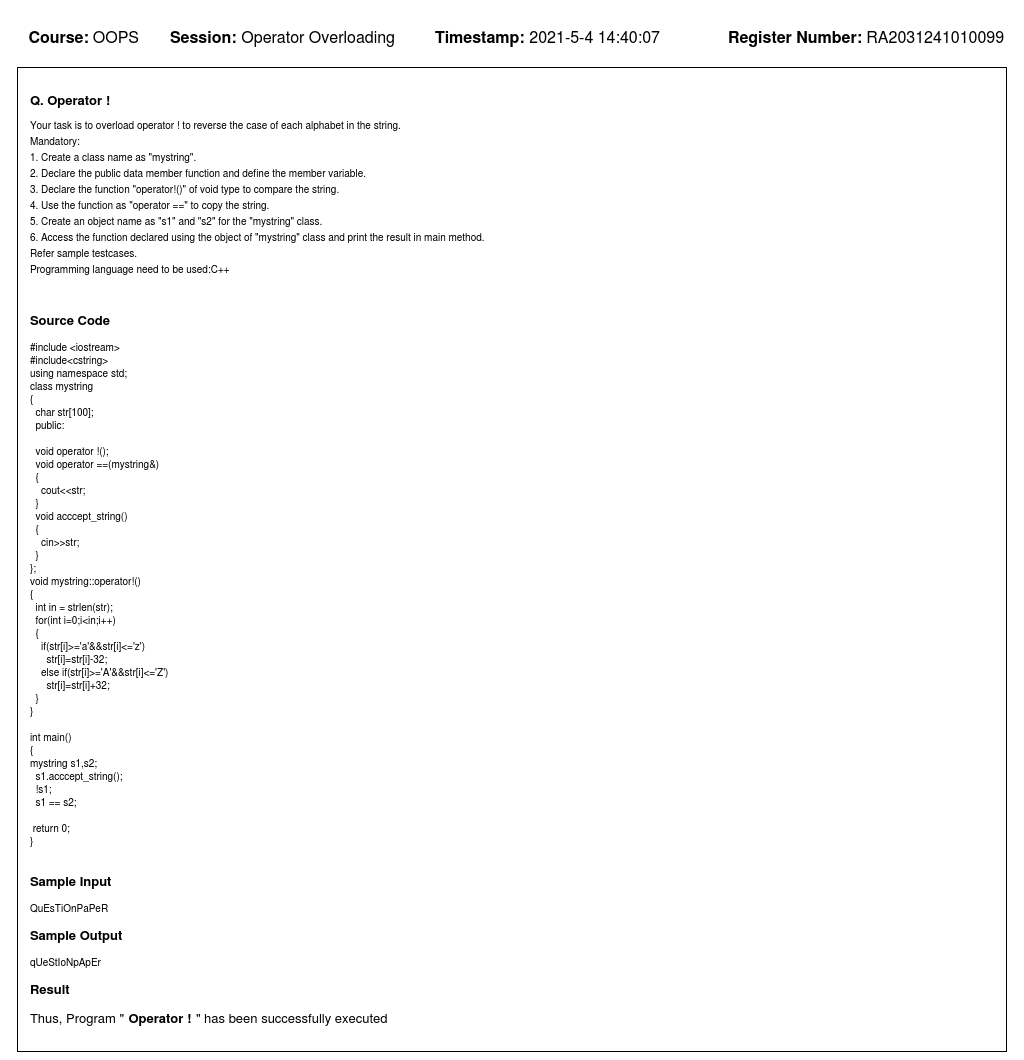 Course: OOPS Session: Operator Overloading Timestamp: 2021-5-4 14:40:07 Register Number: RA2031241010099
Q. Operator !
Your task is to overload operator ! to reverse the case of each alphabet in the string.
Mandatory:
1. Create a class name as "mystring".
2. Declare the public data member function and define the member variable.
3. Declare the function "operator!()" of void type to compare the string.
4. Use the function as "operator ==" to copy the string.
5. Create an object name as "s1" and "s2" for the "mystring" class.
6. Access the function declared using the object of "mystring" class and print the result in main method.
Refer sample testcases.
Programming language need to be used:C++
Source Code
#include <iostream>
#include<cstring>
using namespace std;
class mystring
{
char str[100];
public:
void operator !();
void operator ==(mystring&)
{
cout<<str;
}
void acccept_string()
{
cin>>str;
}
};
void mystring::operator!()
{
int in = strlen(str);
for(int i=0;i<in;i++)
{
if(str[i]>='a'&&str[i]<='z')
str[i]=str[i]-32;
else if(str[i]>='A'&&str[i]<='Z')
str[i]=str[i]+32;
}
}
int main()
{
mystring s1,s2;
s1.acccept_string();
!s1;
s1 == s2;
return 0;
}
Sample Input
QuEsTiOnPaPeR
Sample Output
qUeStIoNpApEr
Result
Thus, Program " Operator ! " has been successfully executed